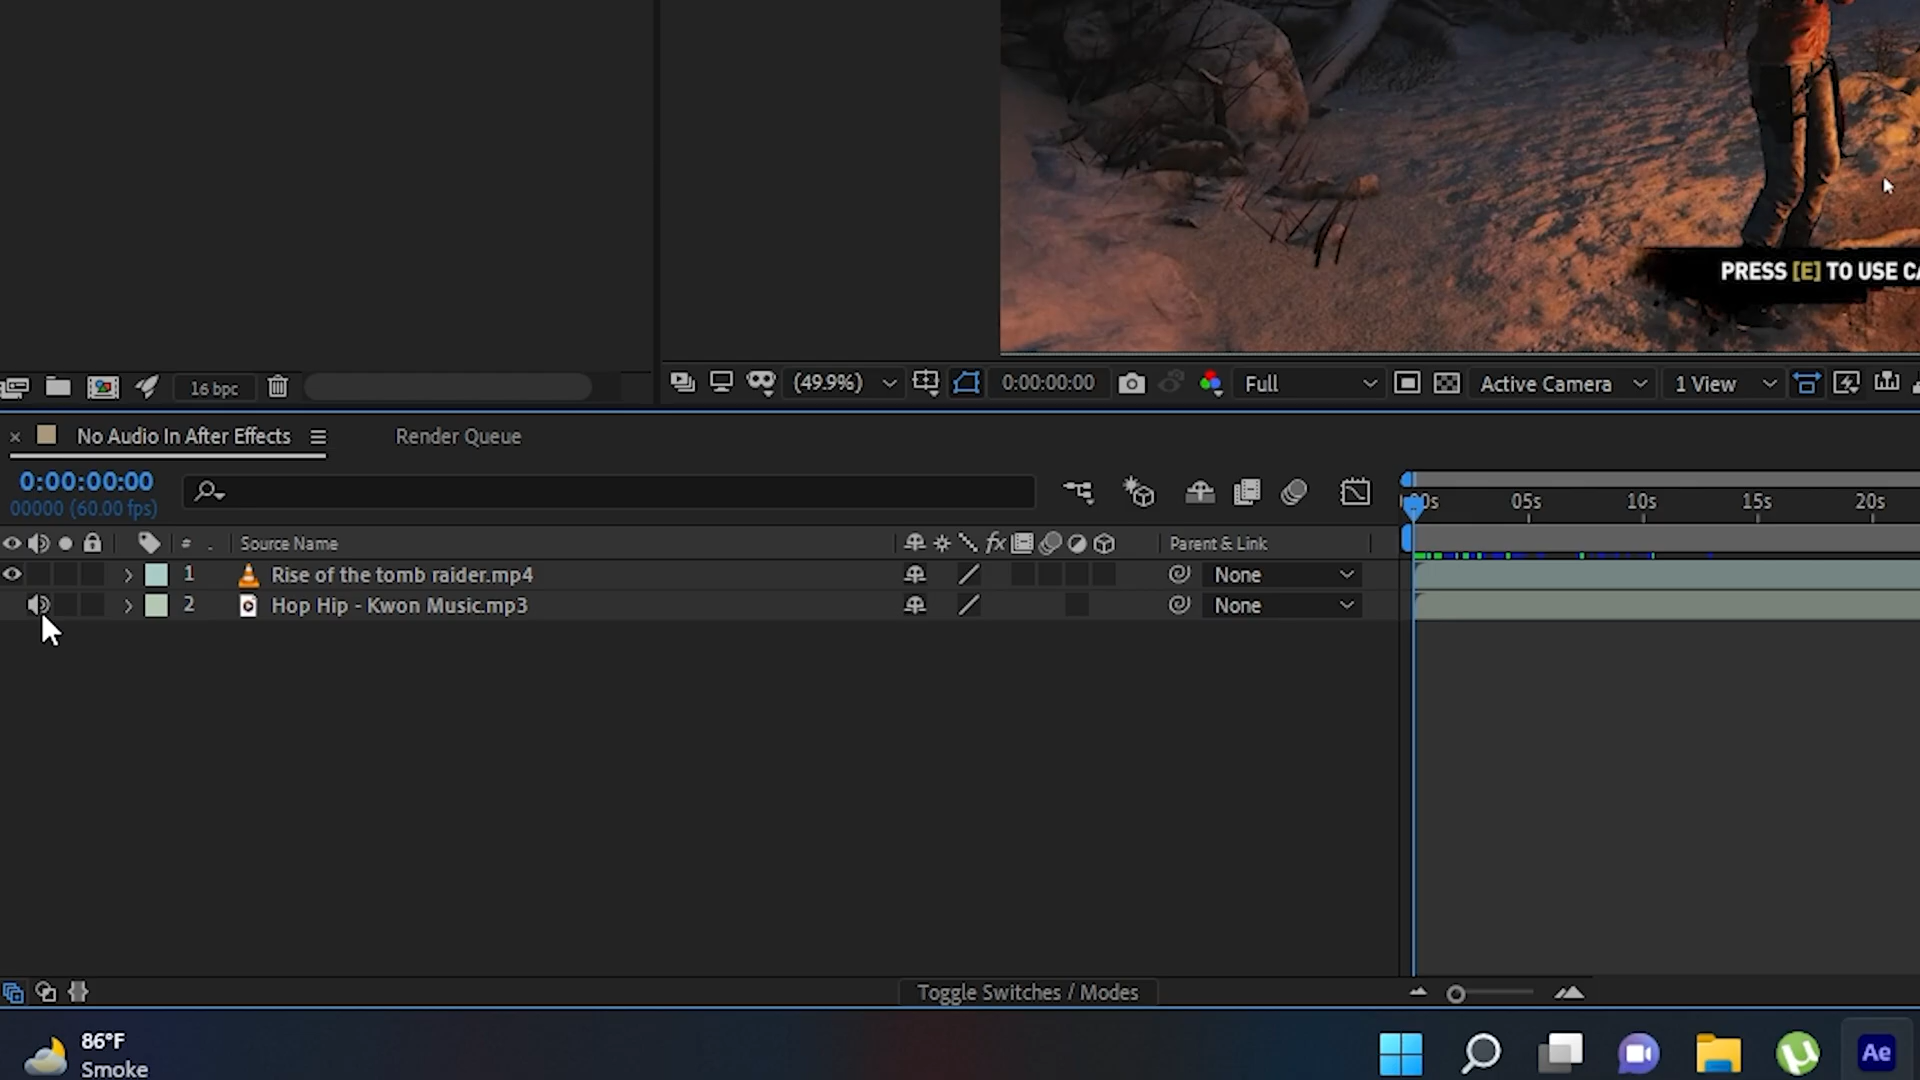 PRESS [E] TO USE CA
16 bpc
(49.9%)
0:00:00:00
Full
Active Camera
1 View
No Audio In After Effects
Render Queue
0:00:00:00
00000 (60.00 fps)
00s
05s
10s
15s
20s
#
Source Name
fx
Parent & Link
1
Rise of the tomb raider.mp4
None
2
Hop Hip - Kwon Music.mp3
None
Toggle Switches / Modes
86°F
Smoke
Ae